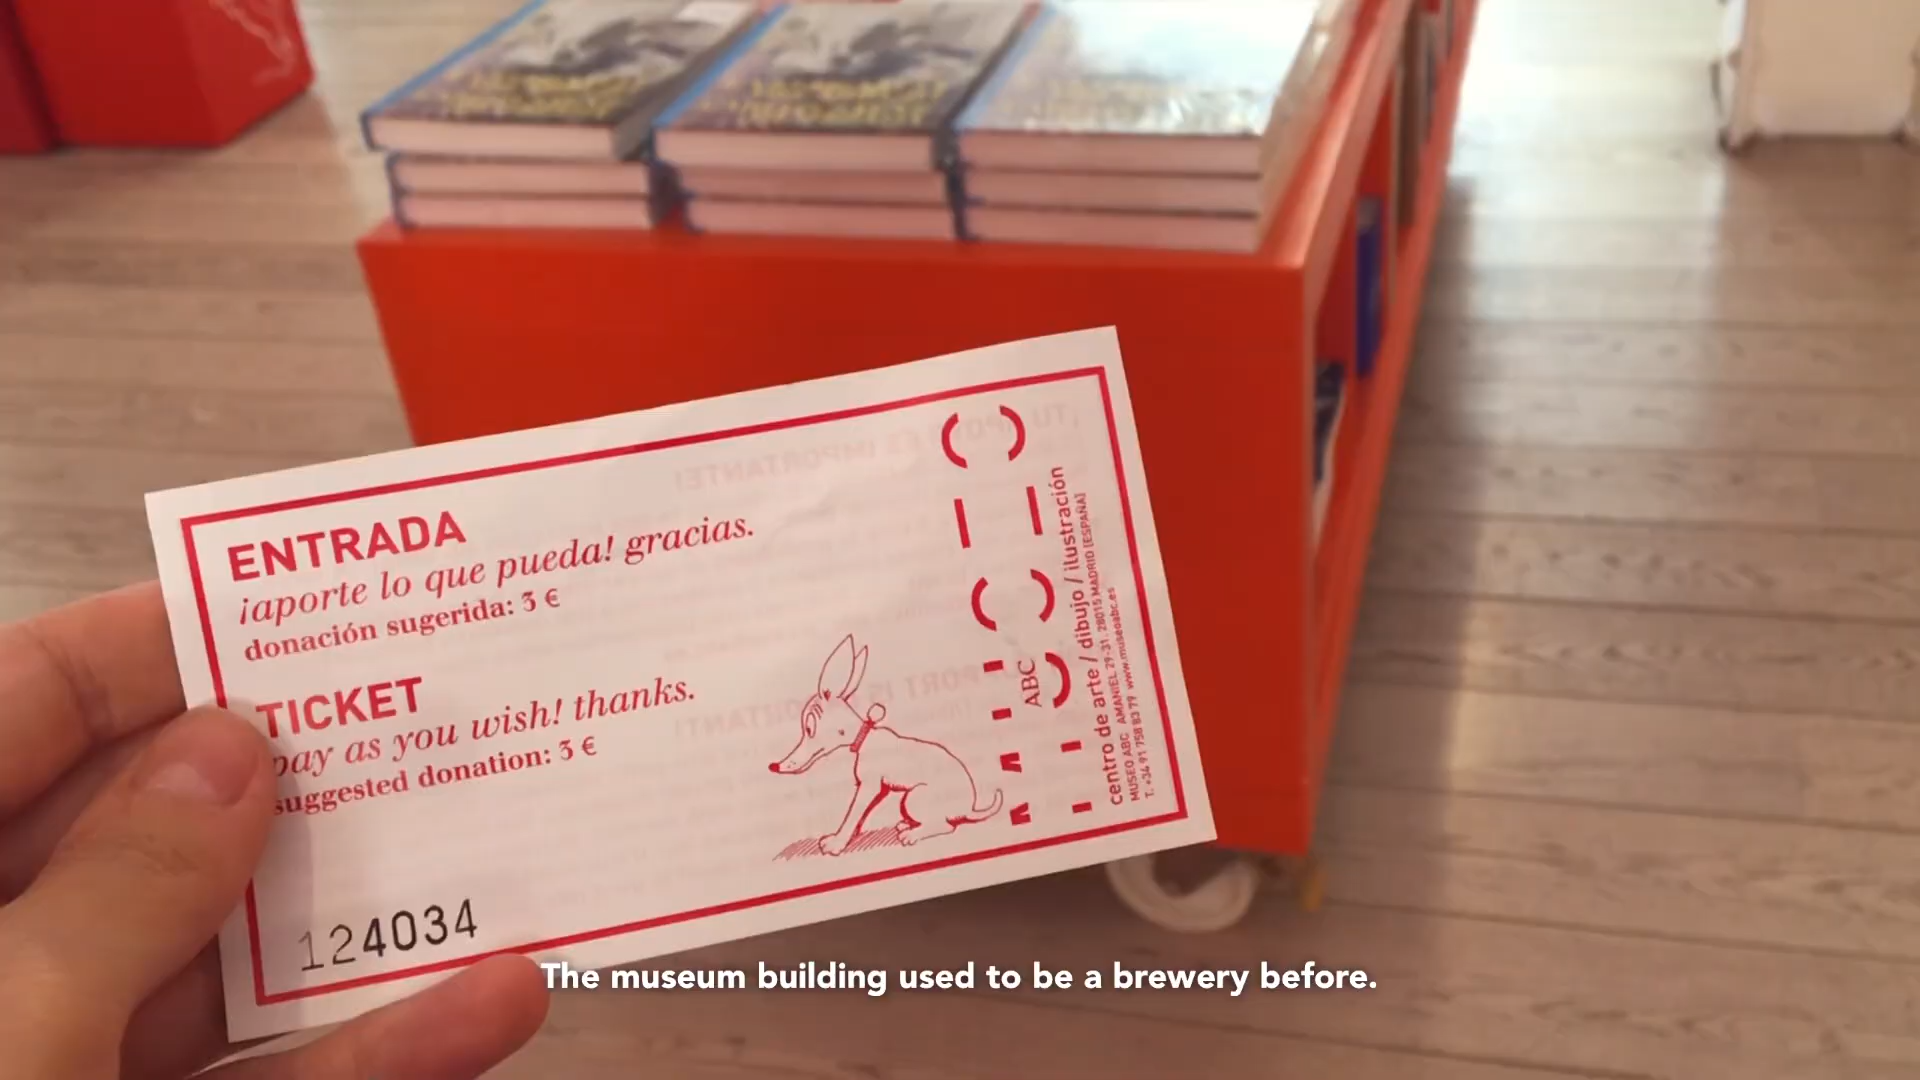 ENTRADA
¡aporte lo que pueda! gracias.
donación sugerida: 3 €
TICKET
pay as you wish! thanks.
suggested donation: 3 €
124034
ABC
centro de arte / dibujo / ilustración
MUSEO ABC AMANIEL 29-31. 28015 MADRID [ESPAÑA]
T. +34 91 758 83 79 www.museoabc.es
The museum building used to be a brewery before.